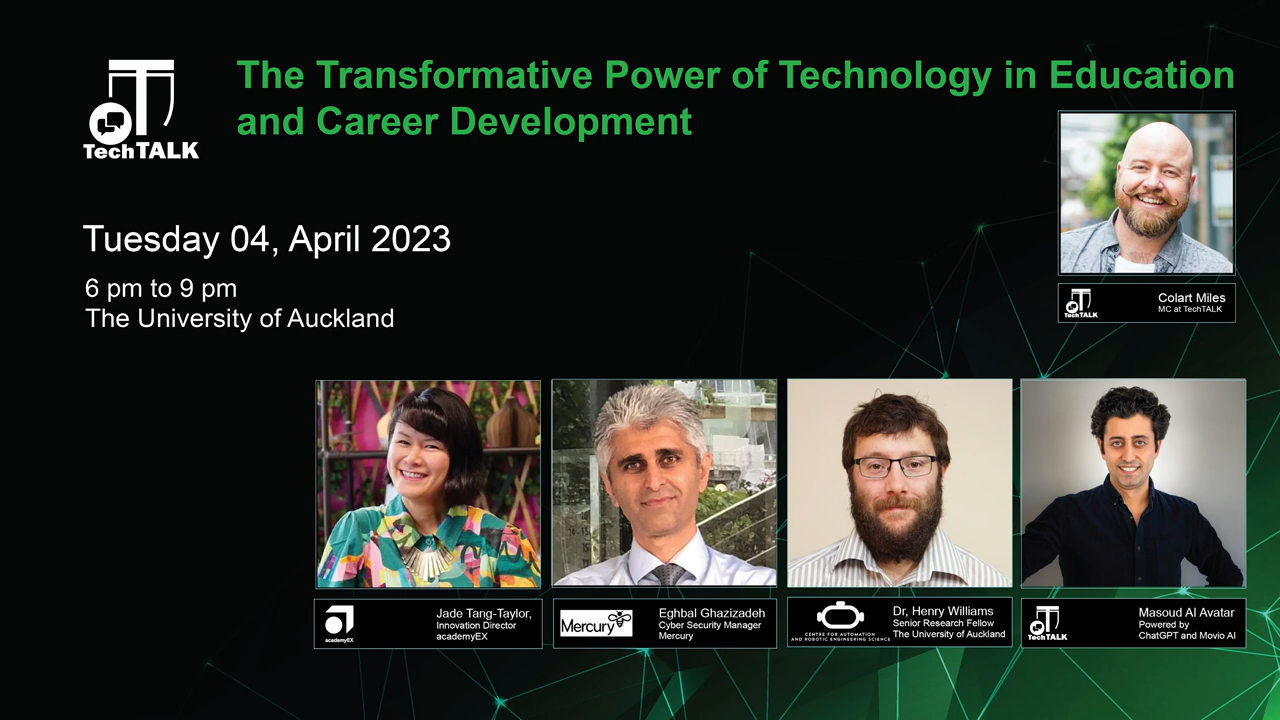 The Transformative Power of Technology in Education
and Career Development
TechTALK
Tuesday 04, April 2023
6 pm to 9 pm
The University of Auckland
TechTALK
Colart Miles
MC at TechTALK
academyEX
Jade Tang-Taylor,
Innovation Director
academyEX
Mercury
Eghbal Ghazizadeh
Cyber Security Manager
Mercury
CENTRE FOR AUTOMATION
AND ROBOTIC ENGINEERING SCIENCE
Dr, Henry Williams
Senior Research Fellow
The University of Auckland
TechTALK
Masoud AI Avatar
Powered by
ChatGPT and Movio AI